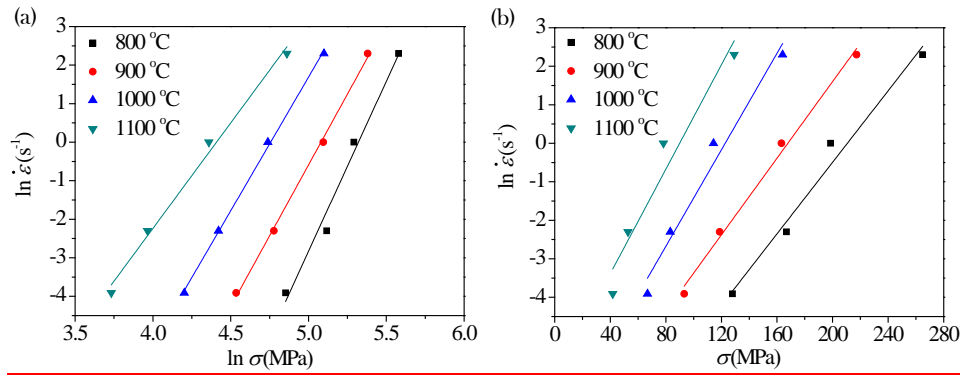 (a)
3
2
1
0
-1
-2
-3
-4
3.5 4.0 4.5 5.0 5.5 6.0
ln ε̇(s⁻¹)
ln σ(MPa)
800 °C
900 °C
1000 °C
1100 °C
(b)
3
2
1
0
-1
-2
-3
-4
0 40 80 120 160 200 240 280
ln ε̇(s⁻¹)
σ(MPa)
800 °C
900 °C
1000 °C
1100 °C